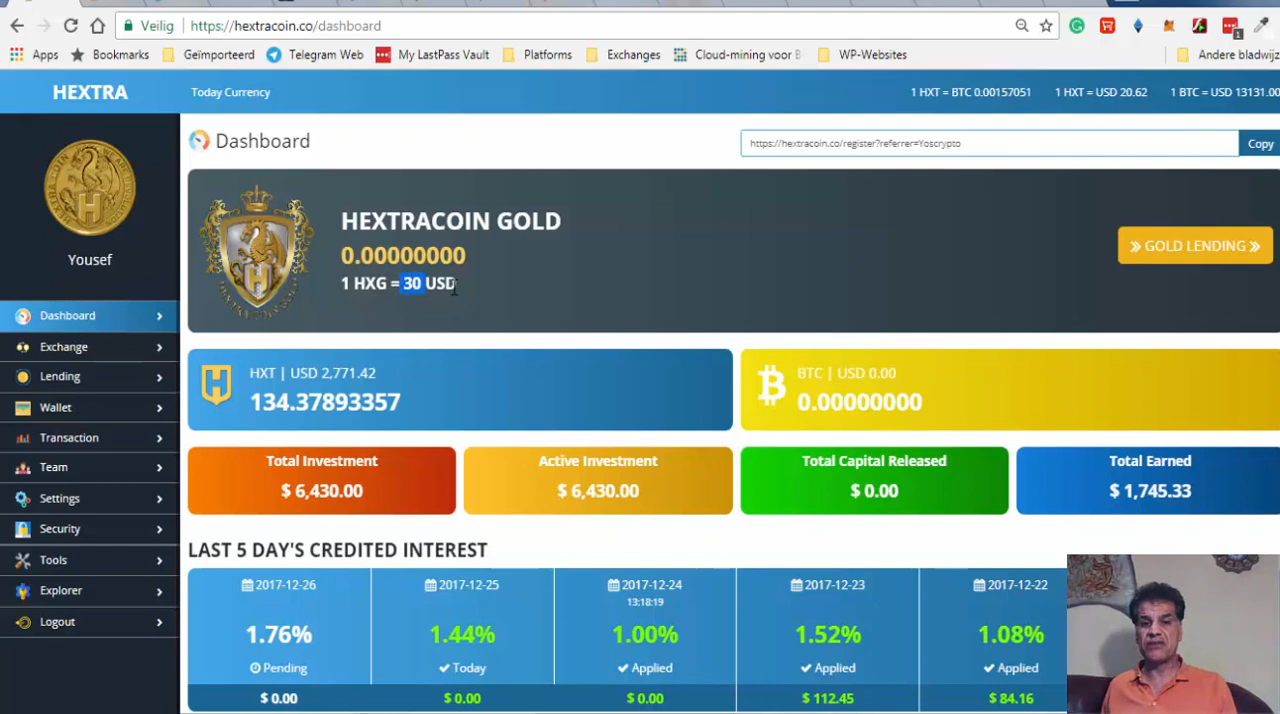 Veilig https://hextracoin.co/dashboard
Apps Bookmarks Geïmporteerd Telegram Web My LastPass Vault Platforms Exchanges Cloud-mining voor B WP-Websites Andere bladwijz
HEXTRA Today Currency 1 HXT = BTC 0.00157051 1 HXT = USD 20.62 1 BTC = USD 13131.00
Dashboard https://hextracoin.co/register?referrer=Yoscrypto Copy
HEXTRACOIN GOLD
0.00000000
1 HXG = 30 USD
GOLD LENDING
Yousef
Dashboard
Exchange
Lending
Wallet
Transaction
Team
Settings
Security
Tools
Explorer
Logout
HXT | USD 2,771.42
134.37893357
BTC | USD 0.00
0.00000000
Total Investment
$ 6,430.00
Active Investment
$ 6,430.00
Total Capital Released
$ 0.00
Total Earned
$ 1,745.33
LAST 5 DAY'S CREDITED INTEREST
2017-12-26
1.76%
Pending
$ 0.00
2017-12-25
1.44%
Today
$ 0.00
2017-12-24
13:18:19
1.00%
Applied
$ 0.00
2017-12-23
1.52%
Applied
$ 112.45
2017-12-22
1.08%
Applied
$ 84.16